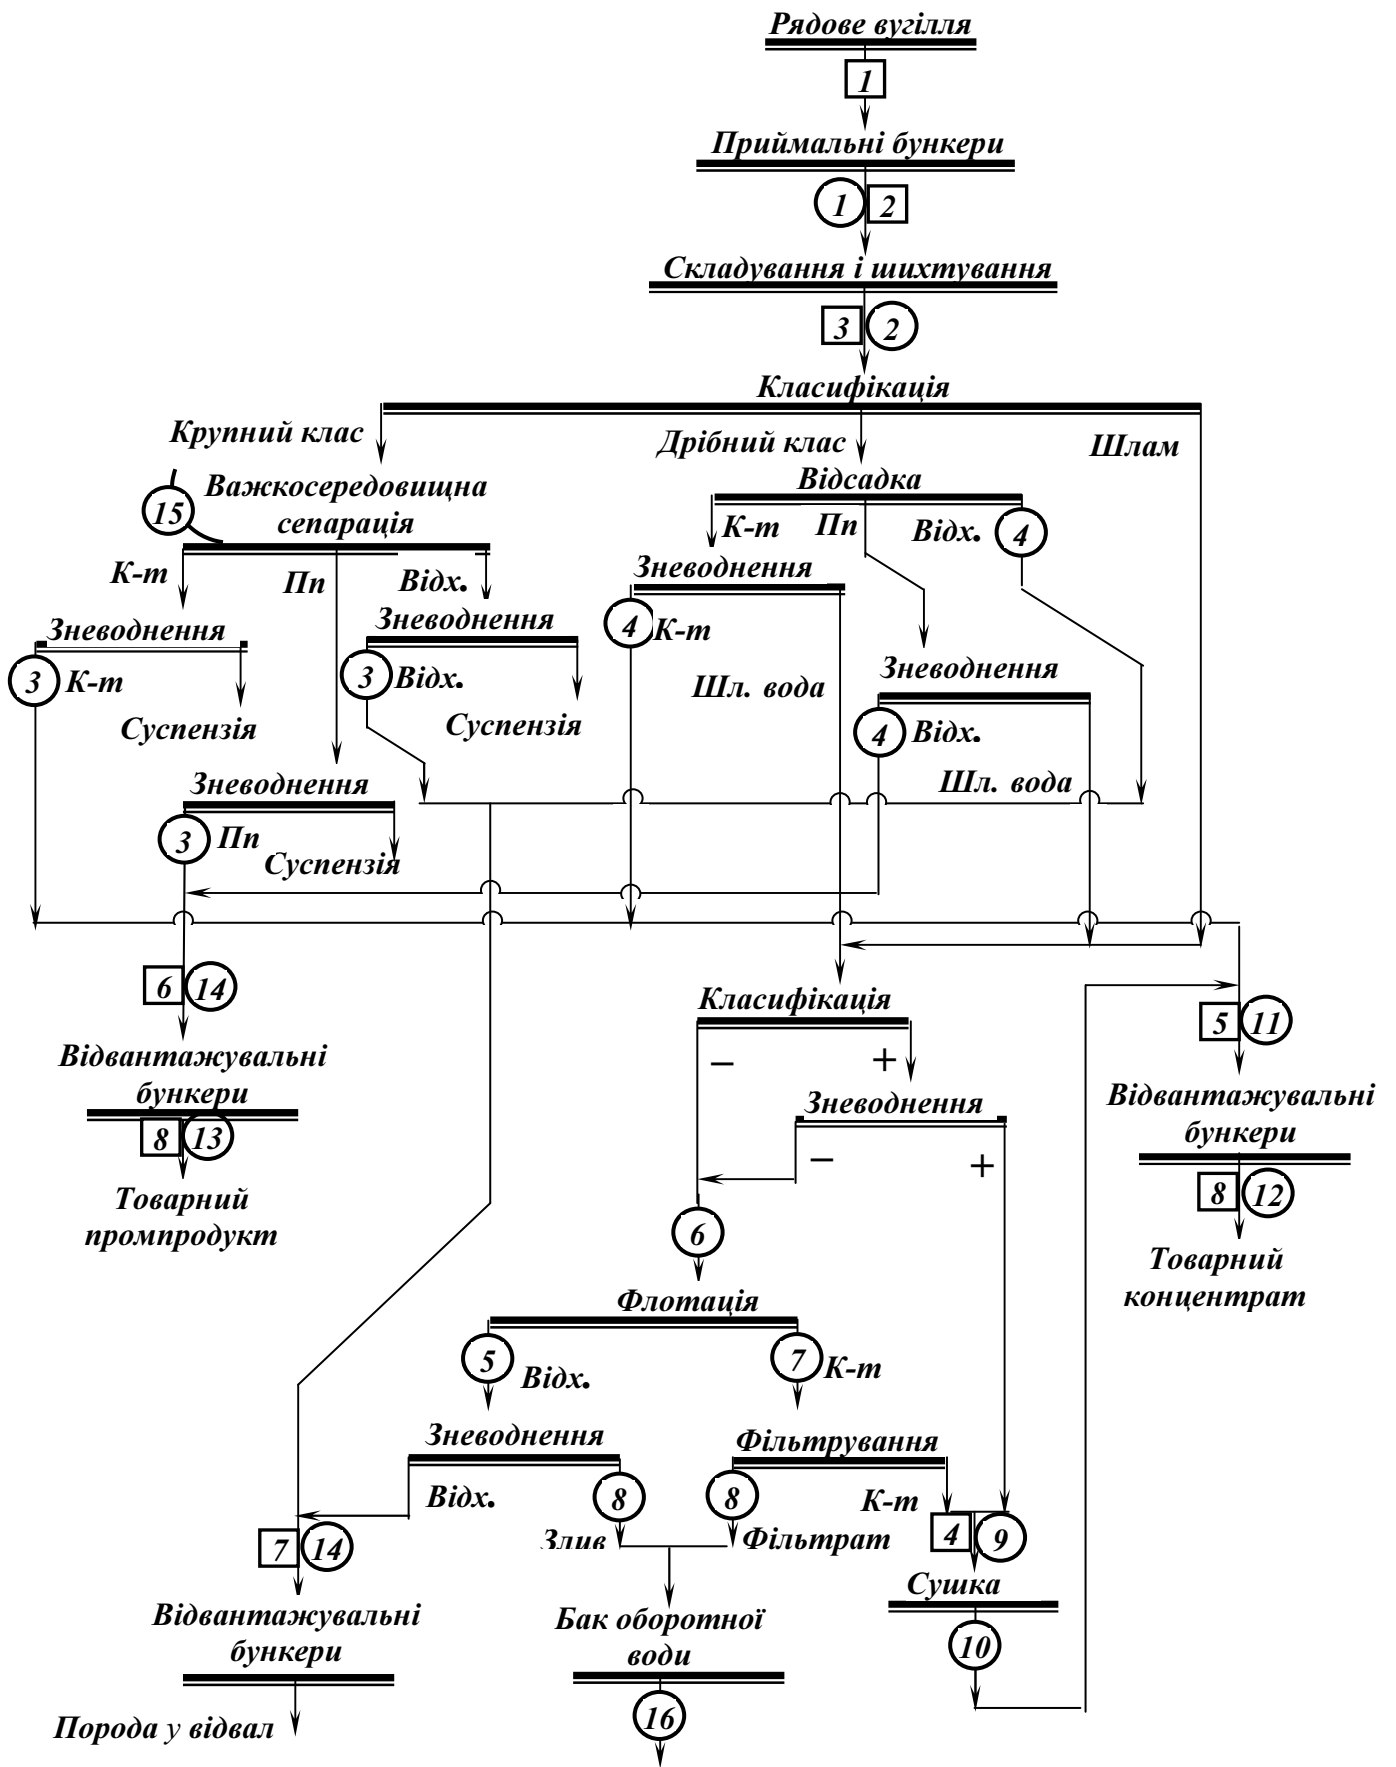 Рядове вугілля
1
Приймальні бункери
1 2
Складування і шихтування
3 2
Класифікація
Крупний клас
Дрібний клас
Шлам
Важкосередовищна
сепарація
15
Відсадка
К-т Пп Відх. 4
К-т Пп Відх.
Зневоднення
4 К-т
Зневоднення
3 К-т
Суспензія
Зневоднення
3 Відх.
Суспензія
Шл. вода
Зневоднення
4 Відх.
Шл. вода
Зневоднення
3 Пп
Суспензія
6 14
Класифікація
– +
5 11
Відвантажувальні
бункери
8 13
Товарний
промпродукт
Зневоднення
– +
Відвантажувальні
бункери
8 12
Товарний
концентрат
6
Флотація
5 Відх.
7 К-т
Зневоднення
Відх. 8
Злив
Фільтрування
8 К-т
Фільтрат
4 9
7 14
Сушка
10
Відвантажувальні
бункери
Порода у відвал
Бак оборотної
води
16